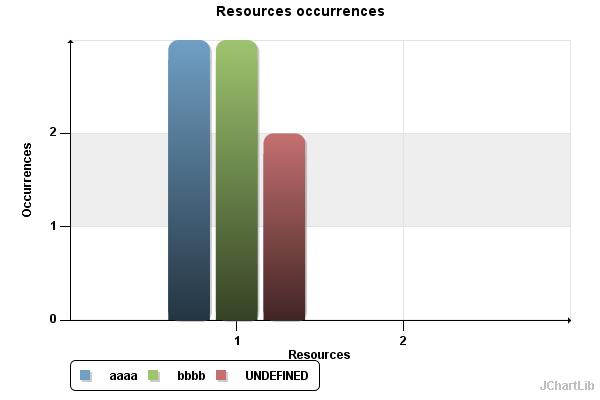 Resources occurrences
Occurrences
2
1
0
1
2
Resources
aaaa bbbb UNDEFINED
JChartLib